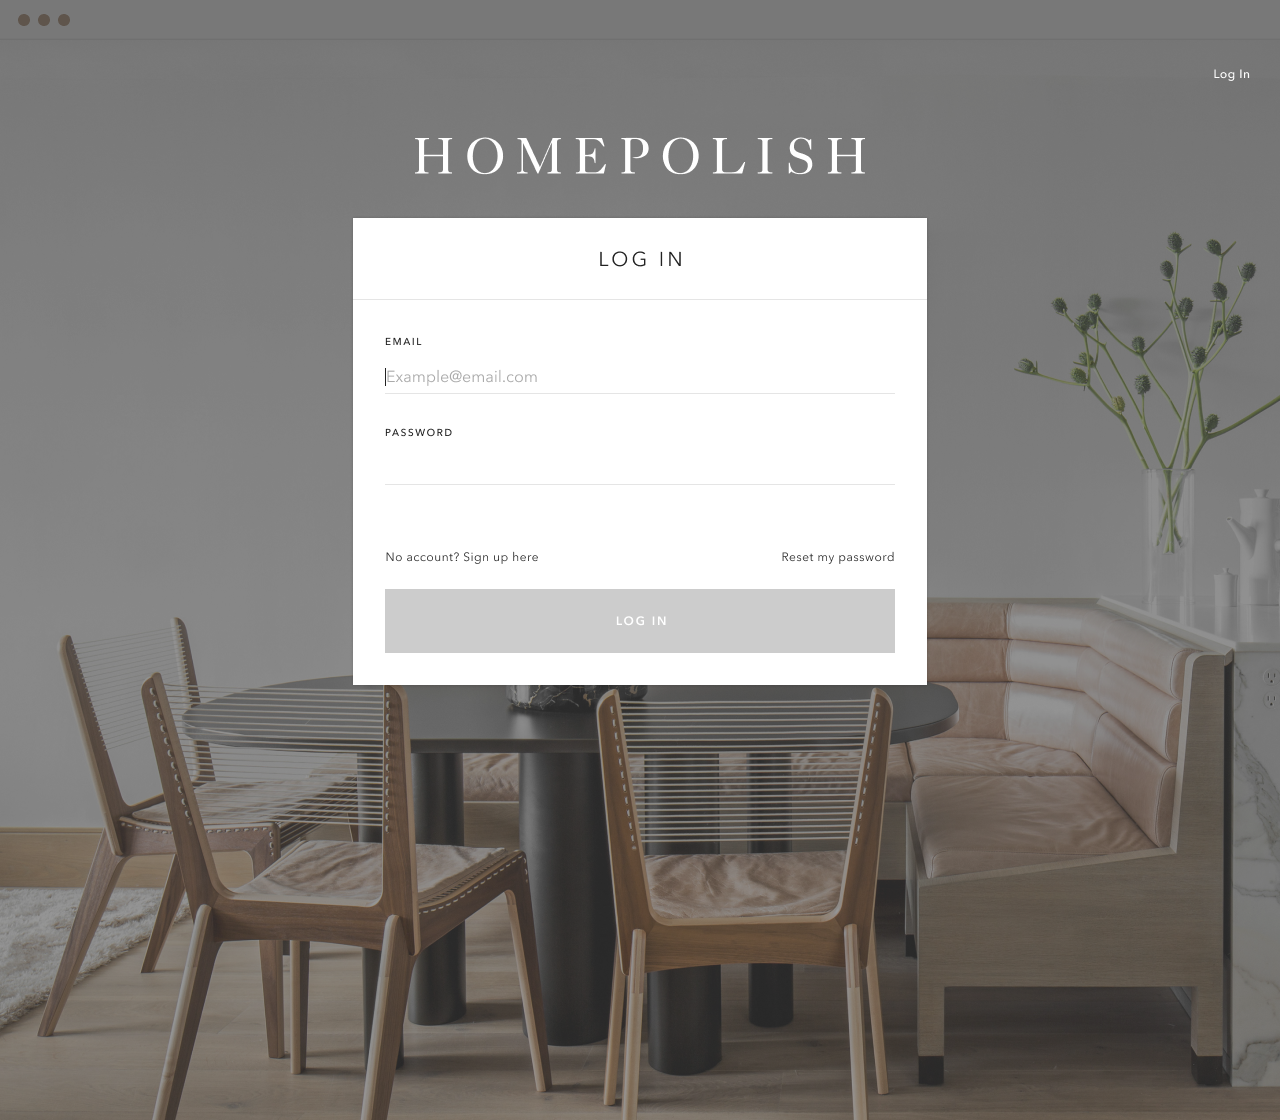 Log In
HOMEPOLISH
LOG IN
EMAIL
Example@email.com
PASSWORD
No account? Sign up here
Reset my password
LOG IN